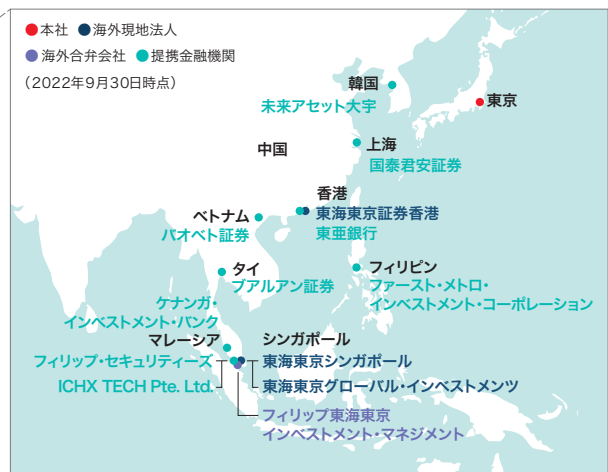 本社 海外現地法人
海外合弁会社 提携金融機関
（2022年9月30日時点）
韓国
未来アセット大宇
東京
中国
上海
国泰君安証券
香港
東海東京証券香港
東亜銀行
ベトナム
バオベト証券
タイ
ブアルアン証券
フィリピン
ファースト・メトロ・
インベストメント・コーポレーション
ケナンガ・
インベストメント・バンク
マレーシア
シンガポール
フィリップ・セキュリティーズ
東海東京シンガポール
ICHX TECH Pte. Ltd.
東海東京グローバル・インベストメンツ
フィリップ東海東京
インベストメント・マネジメント